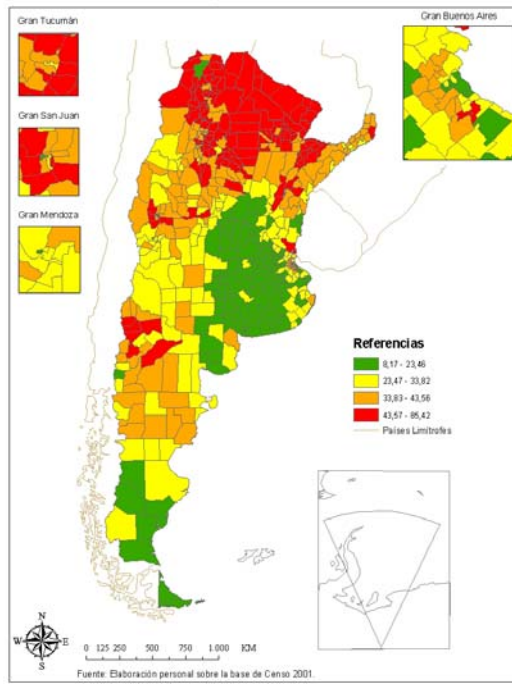 Gran Tucumán
Gran San Juan
Gran Mendoza
Gran Buenos Aires
Referencias
8,17 - 23,46
23,47 - 33,82
33,83 - 43,56
43,57 - 85,42
Países Limítrofes
N
W E
S
0 125 250 500 750 1.000 KM
Fuente: Elaboración personal sobre la base de Censo 2001.